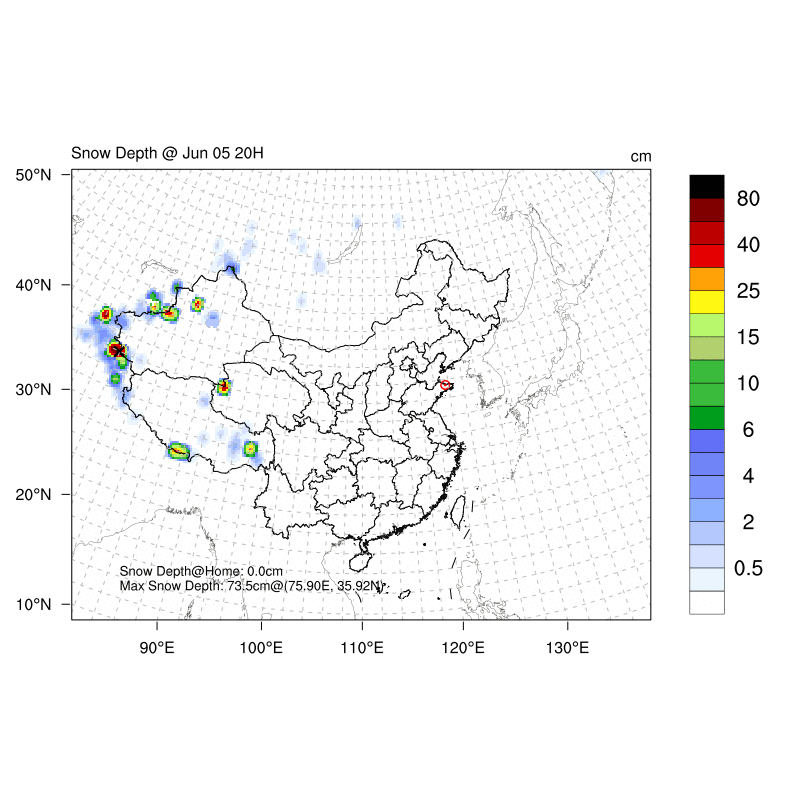 Snow Depth @ Jun 05 20H
cm
50°N
40°N
30°N
20°N
10°N
90°E
100°E
110°E
120°E
130°E
80
40
25
15
10
6
4
2
0.5
Snow Depth@Home: 0.0cm
Max Snow Depth: 73.5cm@(75.90E, 35.92N)